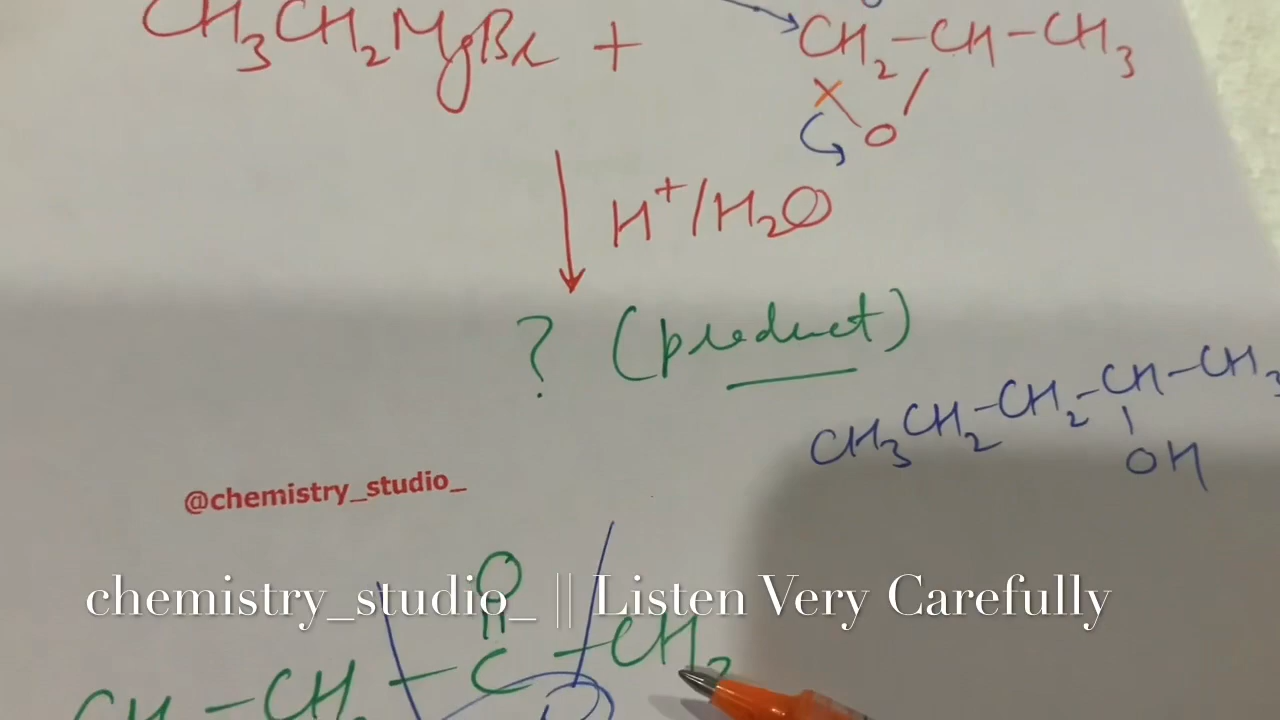 CH₃CH₂MgBr + CH₂-CH-CH₃
O
H⁺/H₂O
? (product)
CH₃CH₂-CH₂-CH-CH₃
OH
@chemistry_studio_
O
chemistry_studio_ || Listen Very Carefully
CH-CH₂-C-CH₂